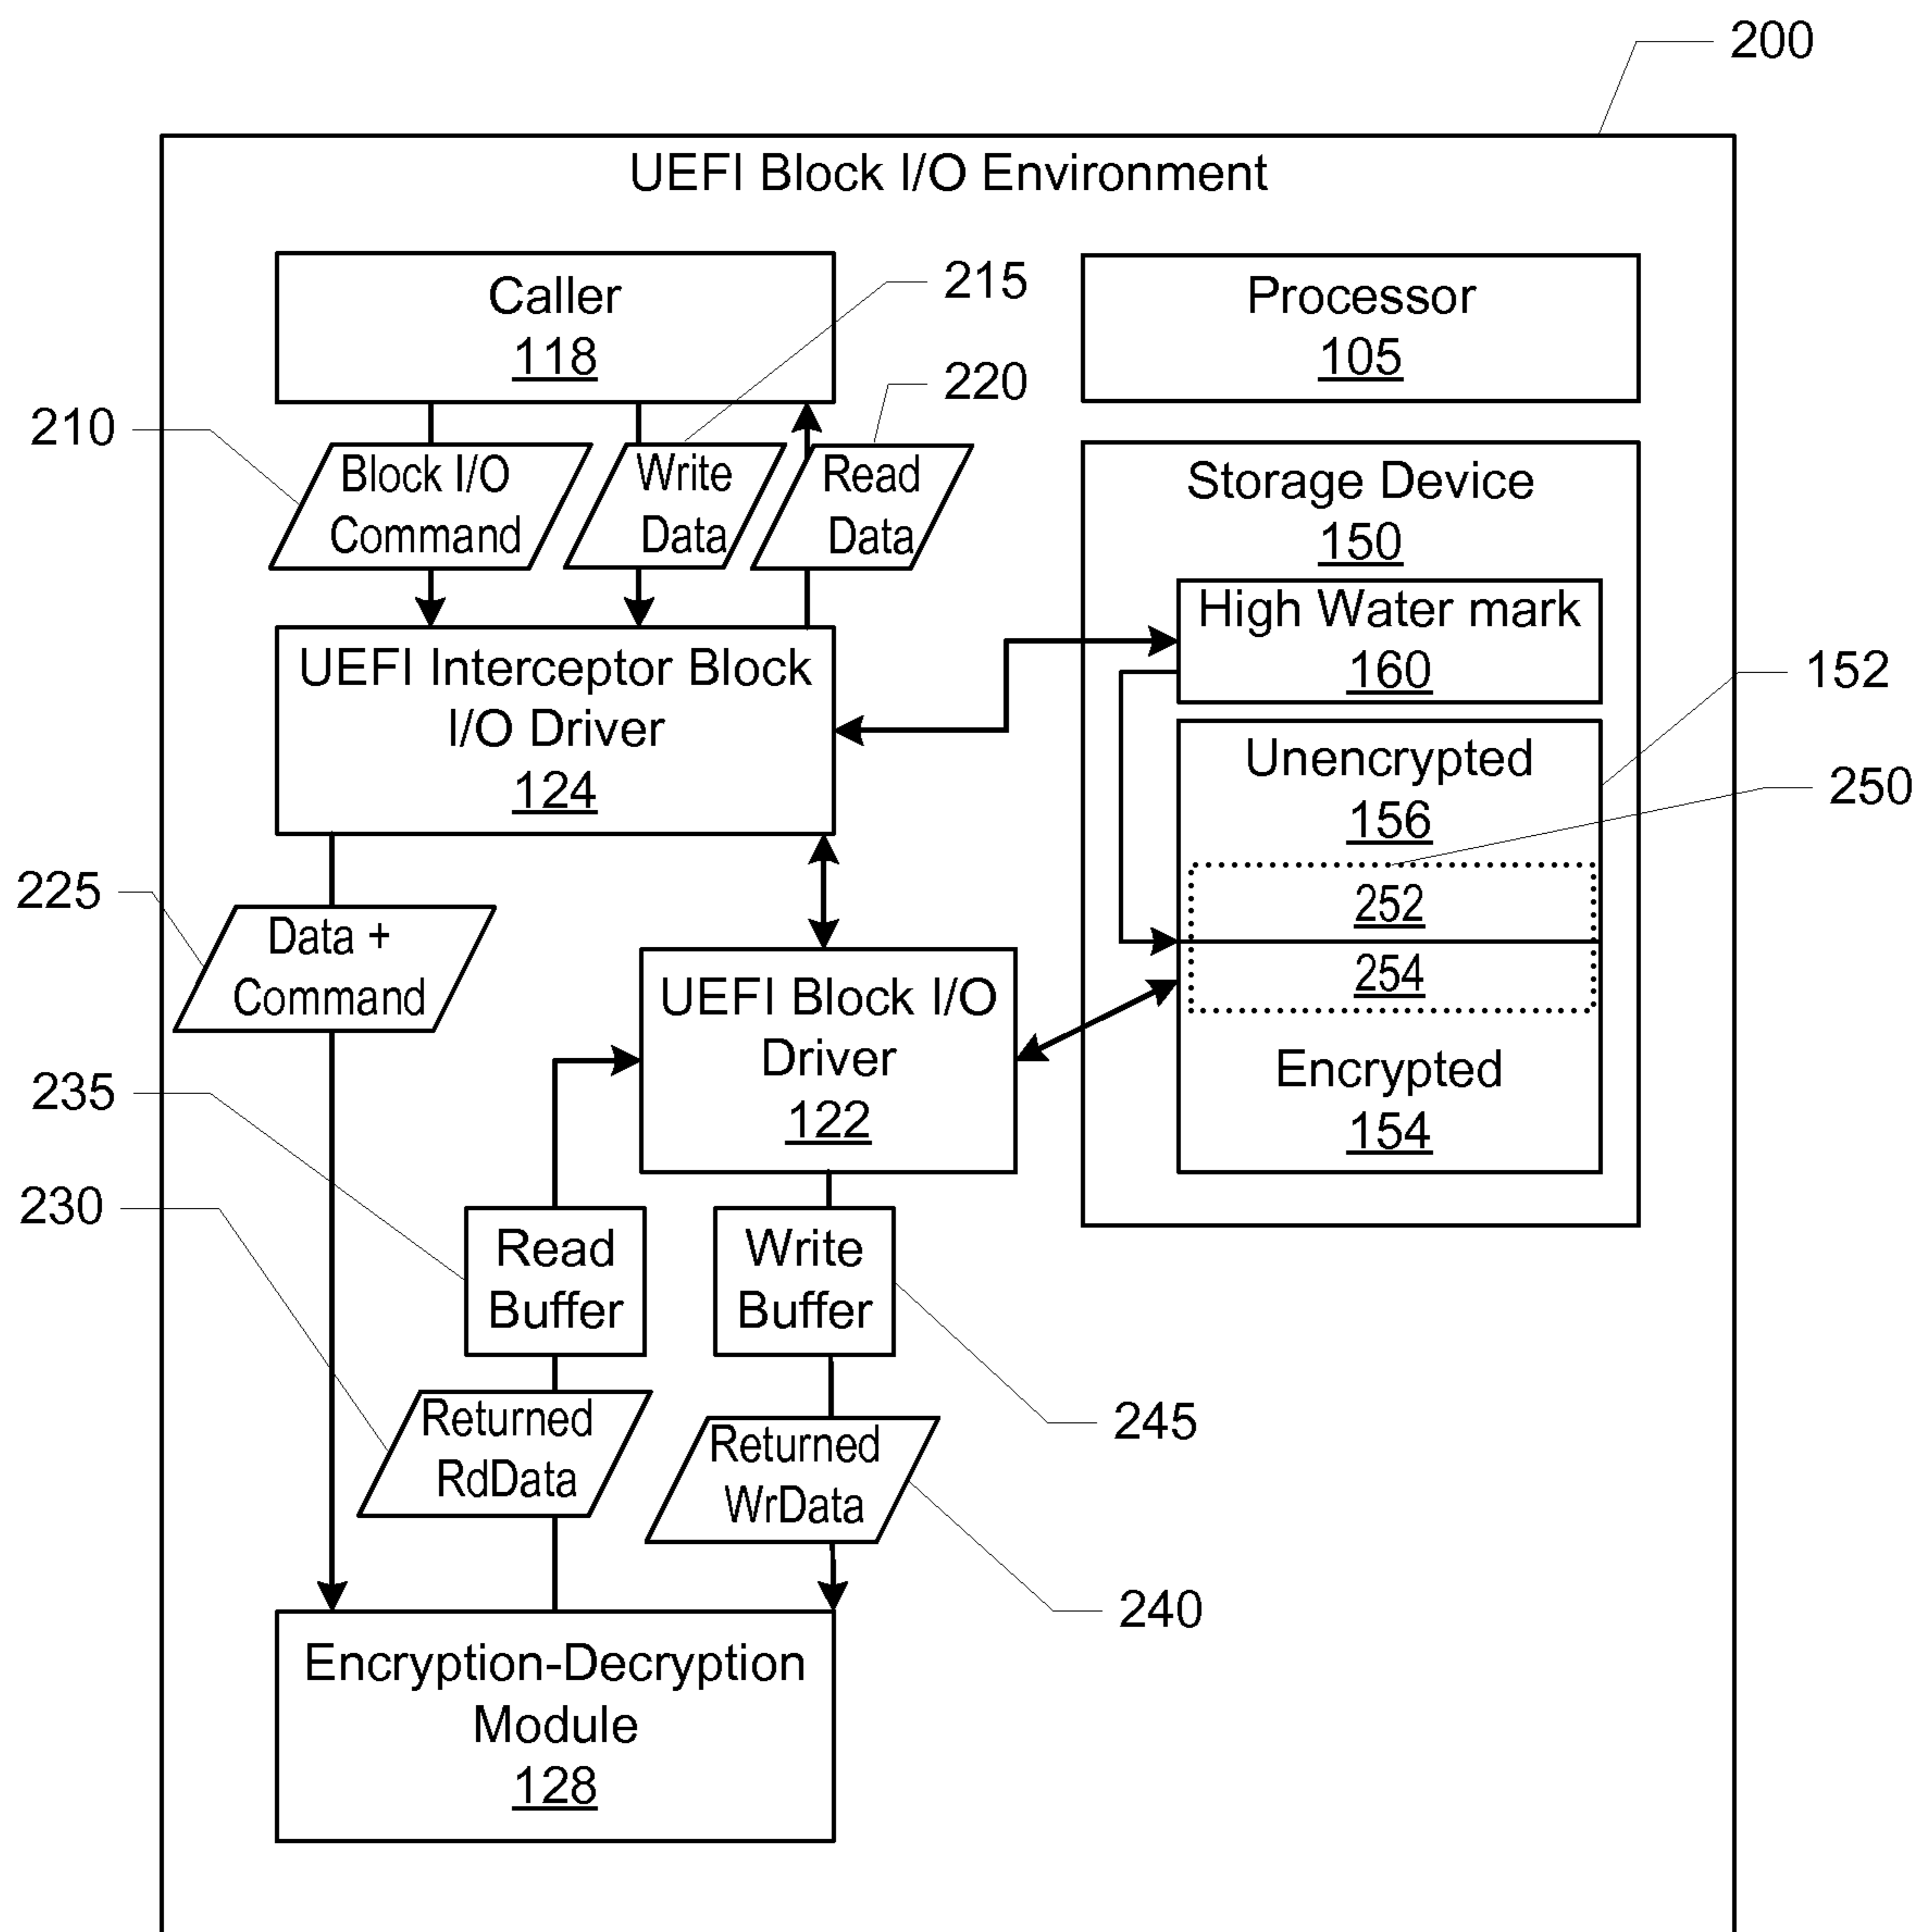 200
UEFI Block I/O Environment
Caller
118
215
220
Processor
105
210
Block I/O
Command
Write
Data
Read
Data
Storage Device
150
High Water mark
160
UEFI Interceptor Block
I/O Driver
124
152
Unencrypted
156
250
252
254
Encrypted
154
225
Data +
Command
UEFI Block I/O
Driver
122
235
230
Read
Buffer
Write
Buffer
245
Returned
RdData
Returned
WrData
240
Encryption-Decryption
Module
128